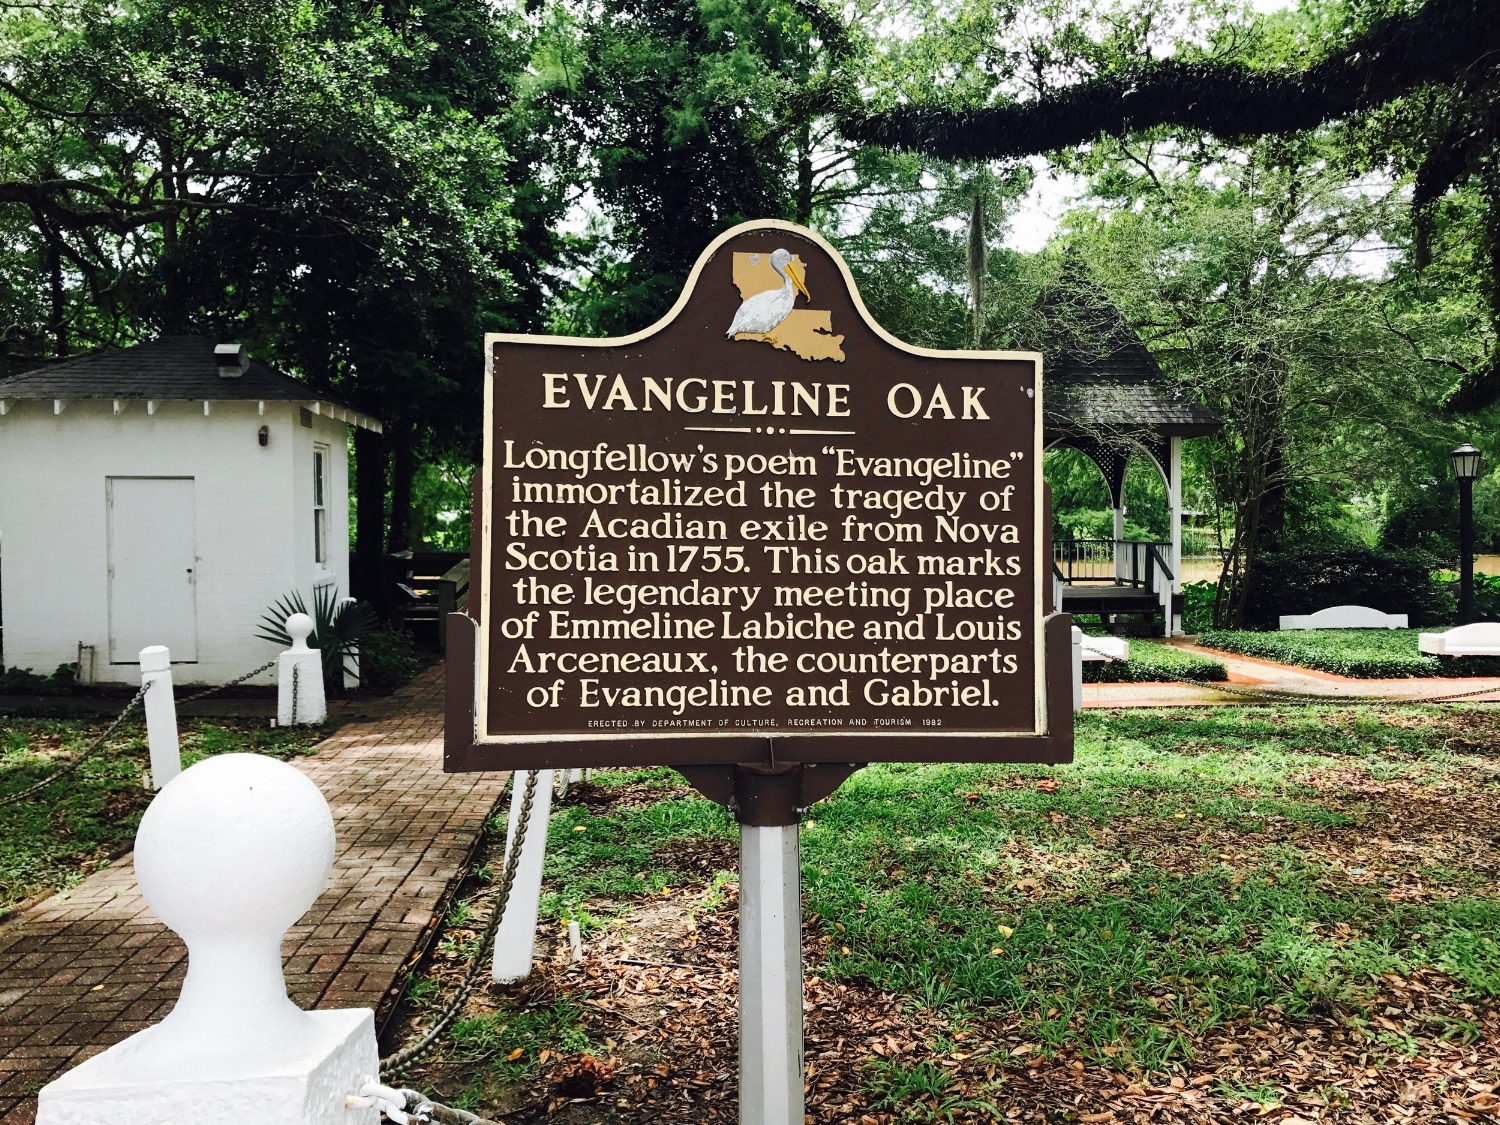 EVANGELINE OAK
Longfellow's poem "Evangeline"
immortalized the tragedy of
the Acadian exile from Nova
Scotia in 1755. This oak marks
the legendary meeting place
of Emmeline Labiche and Louis
Arceneaux, the counterparts
of Evangeline and Gabriel.
ERECTED BY DEPARTMENT OF CULTURE, RECREATION AND TOURISM 1982